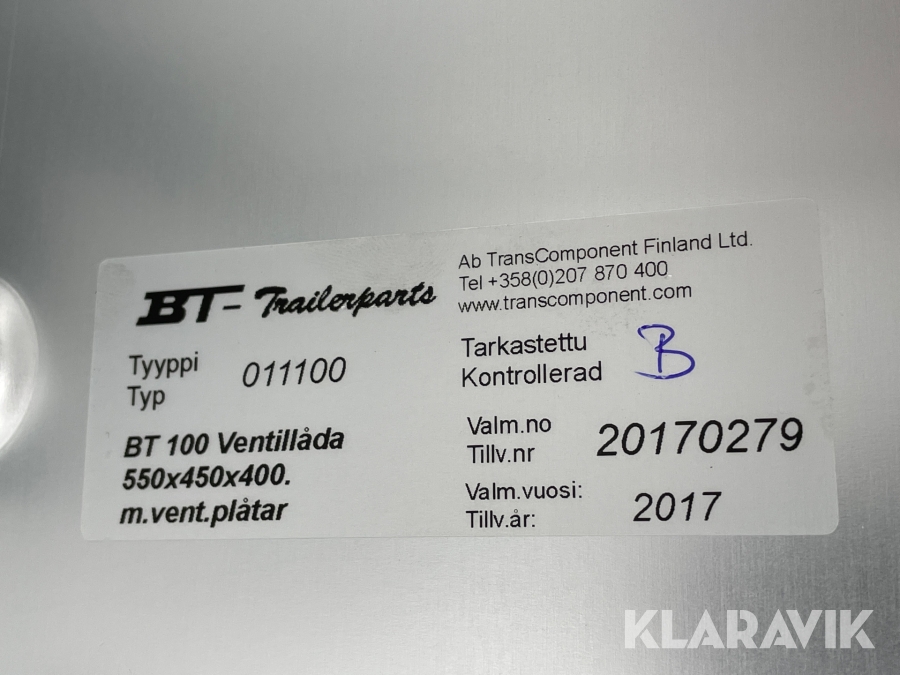 BT-Trailerparts
Ab TransComponent Finland Ltd.
Tel +358(0)207 870 400
www.transcomponent.com
Tyyppi
Typ
011100
Tarkastettu
Kontrollerad
B
BT 100 Ventillåda
550x450x400.
m.vent.plåtar
Valm.no
Tillv.nr
20170279
Valm.vuosi:
Tillv.år:
2017
KLARAVIK